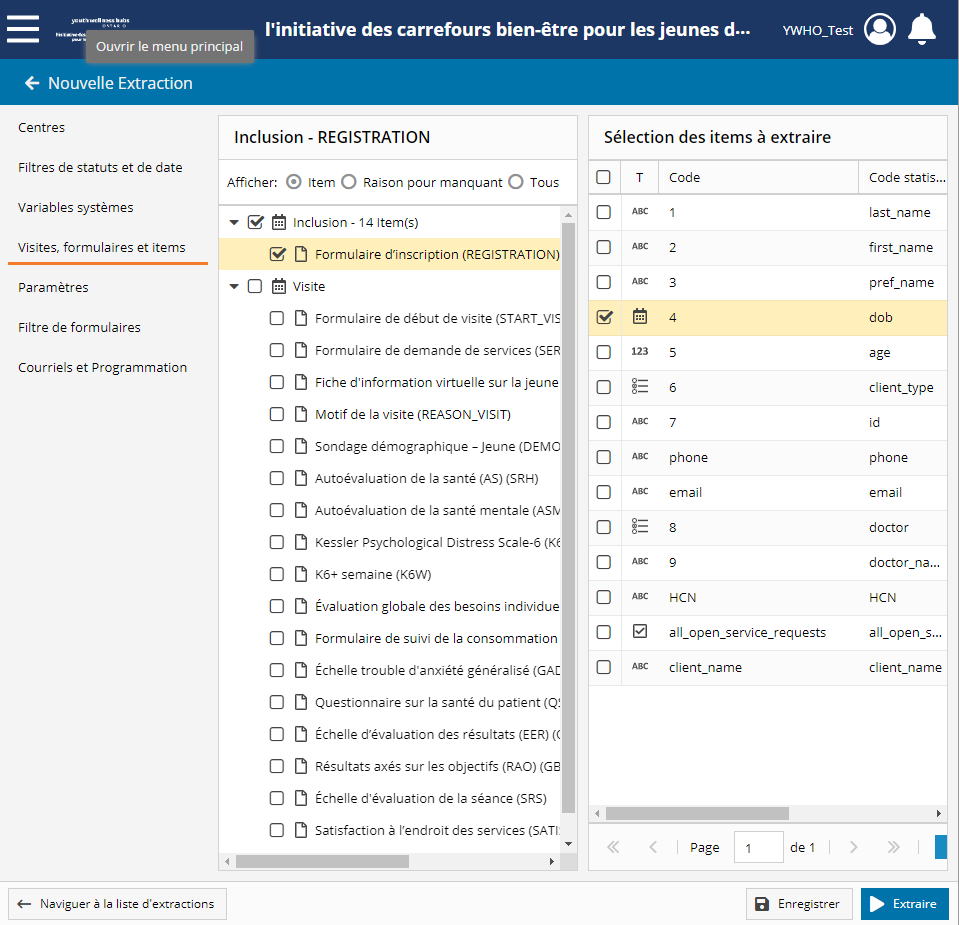 youth wellness hubs
ONTARIO
l'initiative des carrefours bien-être pour les jeunes d...
YWHO_Test
Ouvrir le menu principal
Nouvelle Extraction
Centres
Filtres de statuts et de date
Variables systèmes
Visites, formulaires et items
Paramètres
Filtre de formulaires
Courriels et Programmation
Inclusion - REGISTRATION
Afficher: Item Raison pour manquant Tous
Inclusion - 14 Item(s)
Formulaire d’inscription (REGISTRATION)
Visite
Formulaire de début de visite (START_VIS
Formulaire de demande de services (SER
Fiche d'information virtuelle sur la jeune
Motif de la visite (REASON_VISIT)
Sondage démographique – Jeune (DEMO
Autoévaluation de la santé (AS) (SRH)
Autoévaluation de la santé mentale (ASM
Kessler Psychological Distress Scale-6 (K6
K6+ semaine (K6W)
Évaluation globale des besoins individue
Formulaire de suivi de la consommation
Échelle trouble d'anxiété généralisé (GAD
Questionnaire sur la santé du patient (QS
Échelle d’évaluation des résultats (EER) (O
Résultats axés sur les objectifs (RAO) (GB
Échelle d'évaluation de la séance (SRS)
Satisfaction à l’endroit des services (SATI
Sélection des items à extraire
T Code Code statis...
ABC 1 last_name
ABC 2 first_name
ABC 3 pref_name
4 dob
123 5 age
6 client_type
ABC 7 id
ABC phone phone
ABC email email
8 doctor
ABC 9 doctor_na...
ABC HCN HCN
all_open_service_requests all_open_s...
ABC client_name client_name
Page 1 de 1
Naviguer à la liste d'extractions
Enregistrer
Extraire